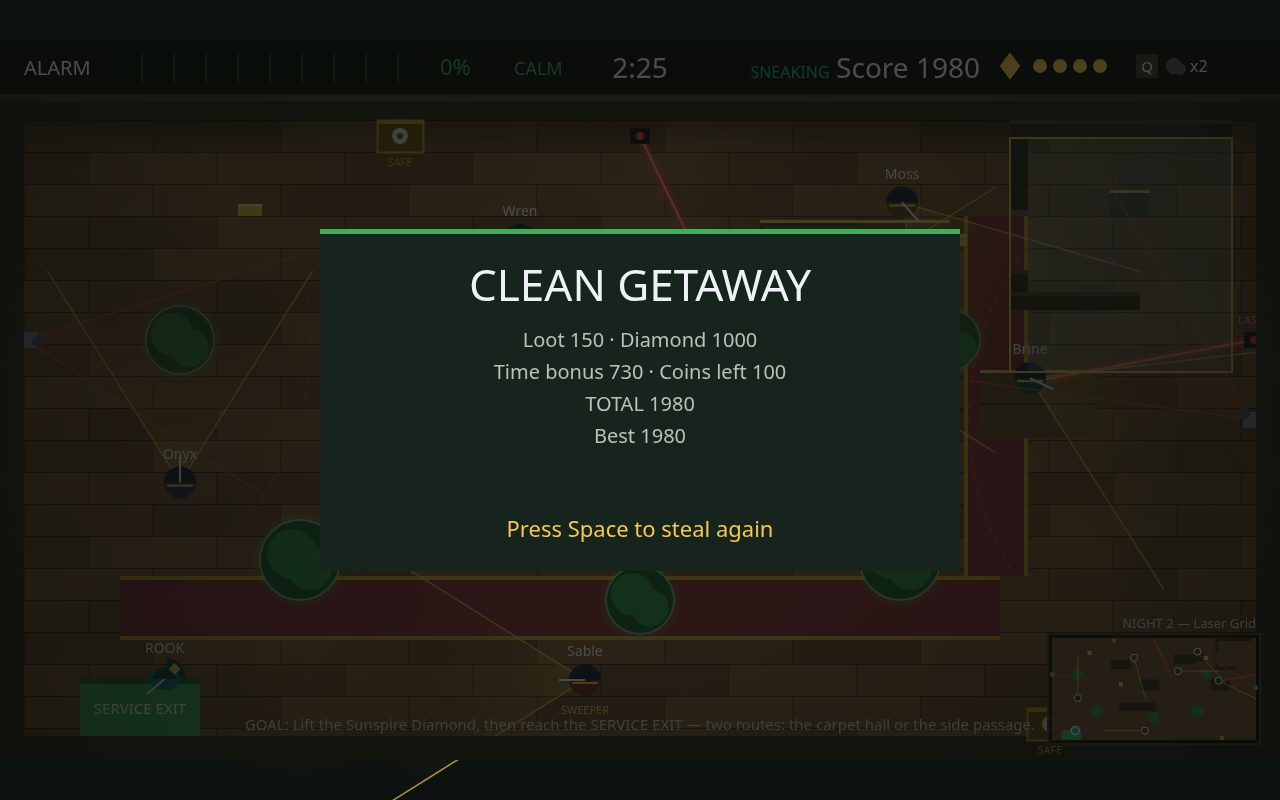 ALARM 0% CALM 2:25 SNEAKING Score 1980 Q x2
SAFE
Moss
Wren
LAS
Brine
CLEAN GETAWAY
Loot 150 · Diamond 1000
Time bonus 730 · Coins left 100
TOTAL 1980
Best 1980
Onyx
Press Space to steal again
NIGHT 2 — Laser Grid
ROOK
Sable
SERVICE EXIT
SWEEPER
GOAL: Lift the Sunspire Diamond, then reach the SERVICE EXIT — two routes: the carpet hall or the side passage.
SAFE